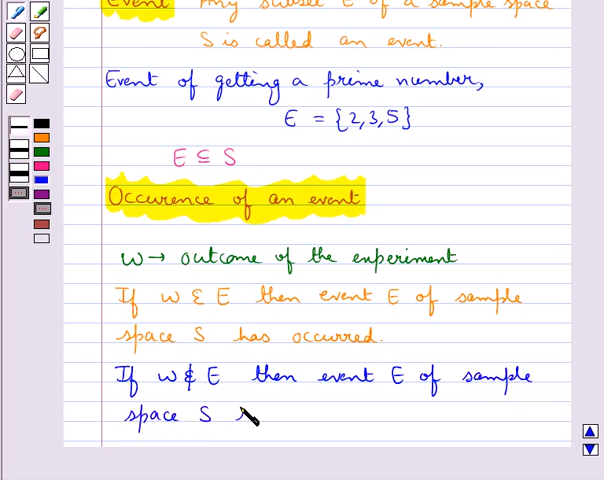 Event Any subset E of a sample space
S is called an event.
Event of getting a prime number,
E = {2,3,5}
E ⊆ S
Occurence of an event
w → outcome of the experiment
If w ∈ E then event E of sample
space S has occurred.
If w ∉ E then event E of sample
space S